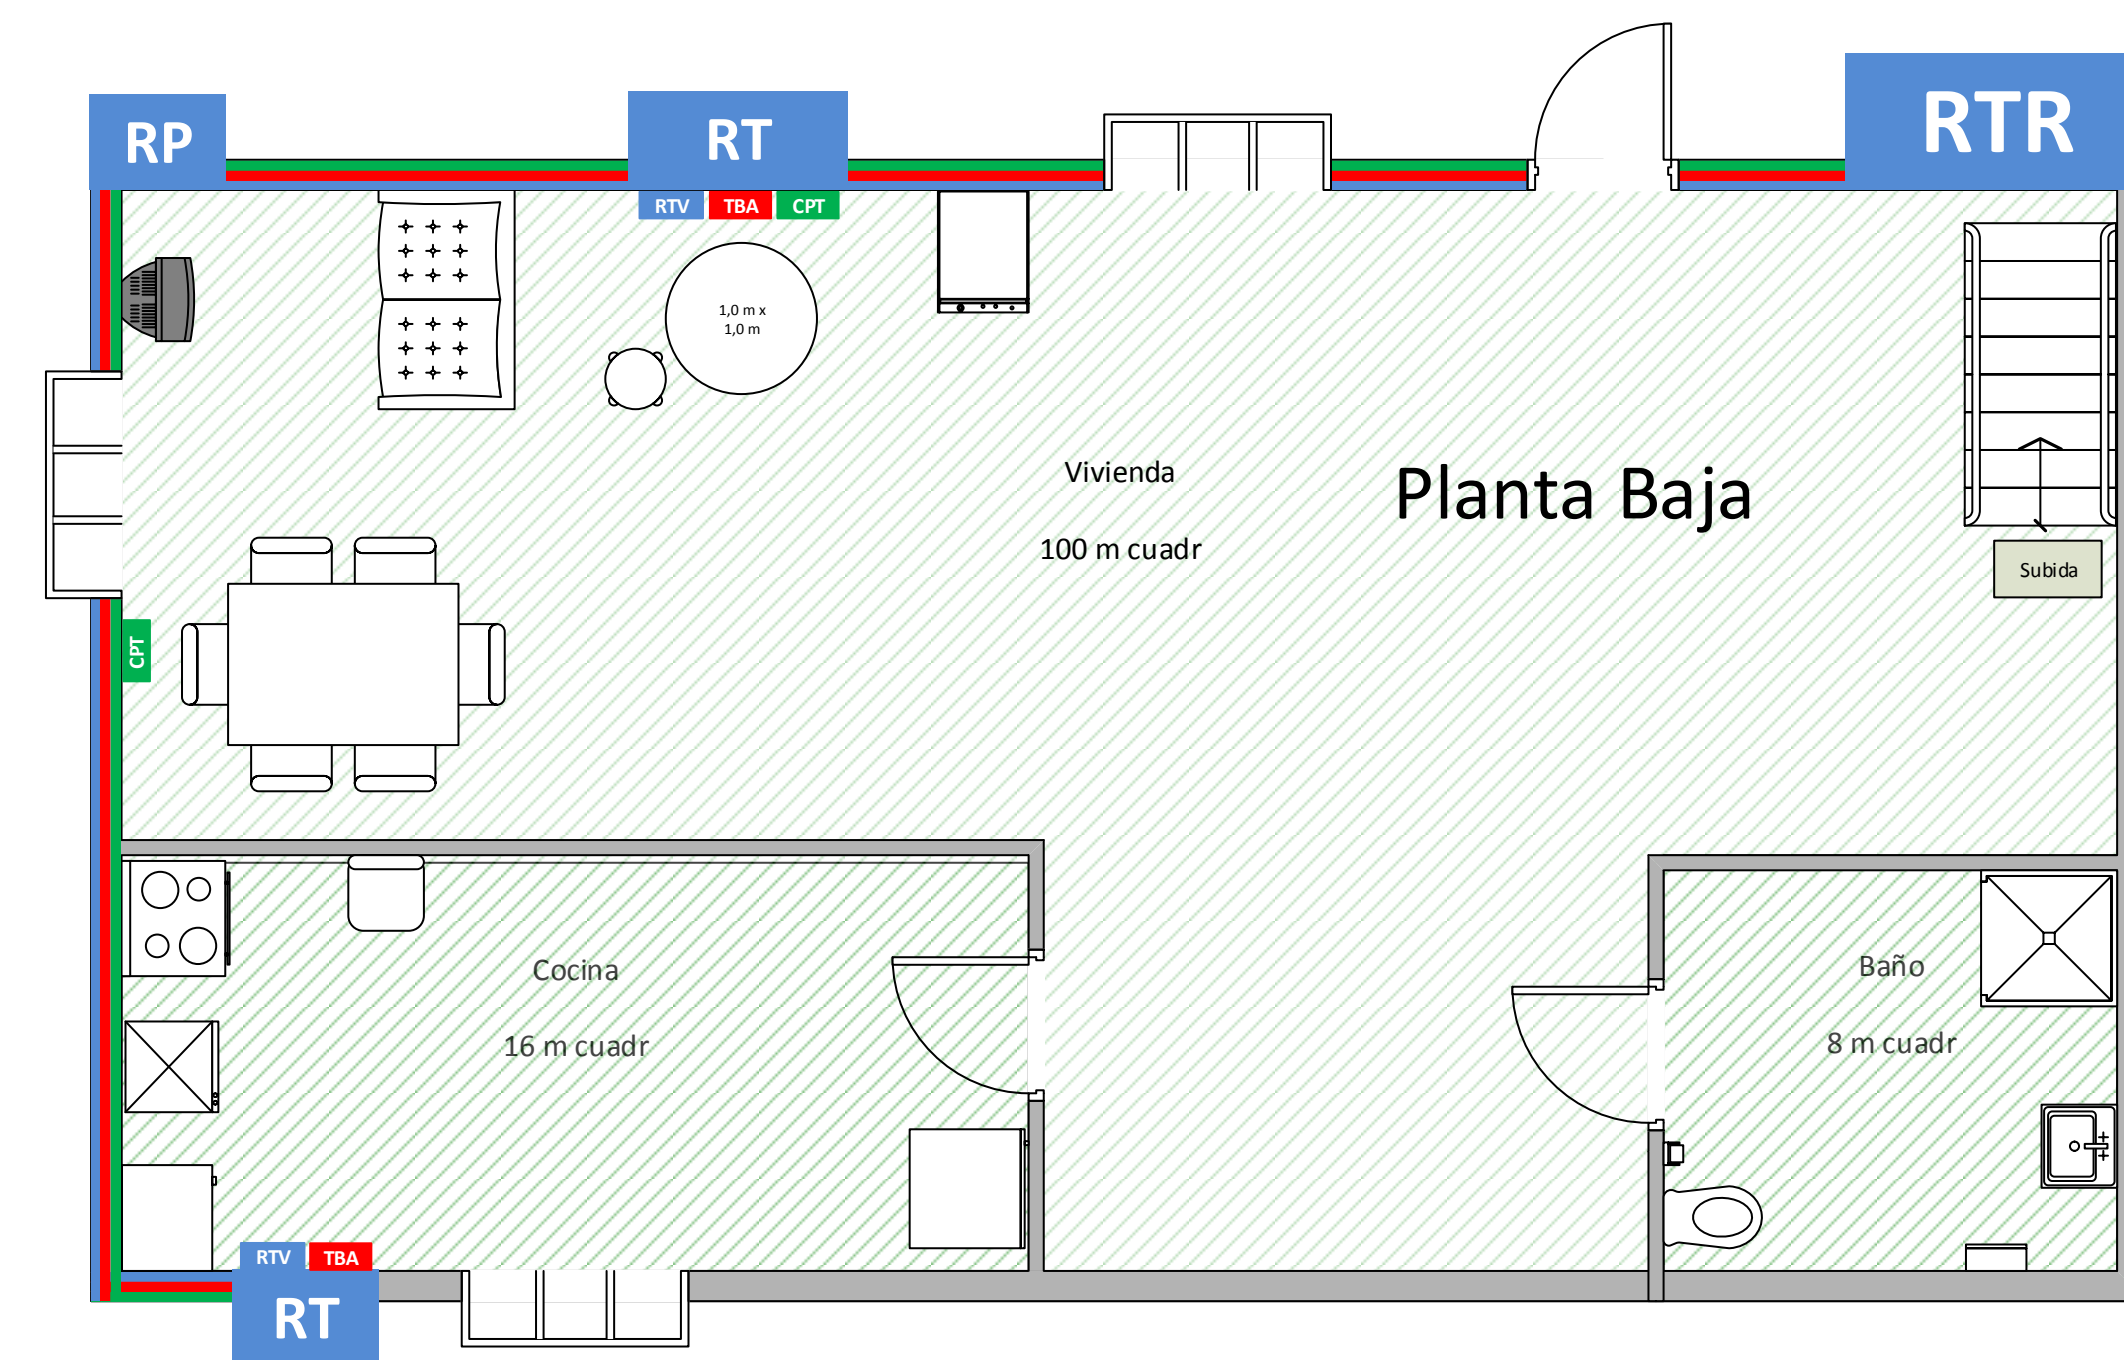 RP
RT
RTR
RTV
TBA
CPT
1,0 m x
1,0 m
Vivienda
100 m cuadr
Planta Baja
Subida
CPT
Cocina
16 m cuadr
Baño
8 m cuadr
RTV
TBA
RT